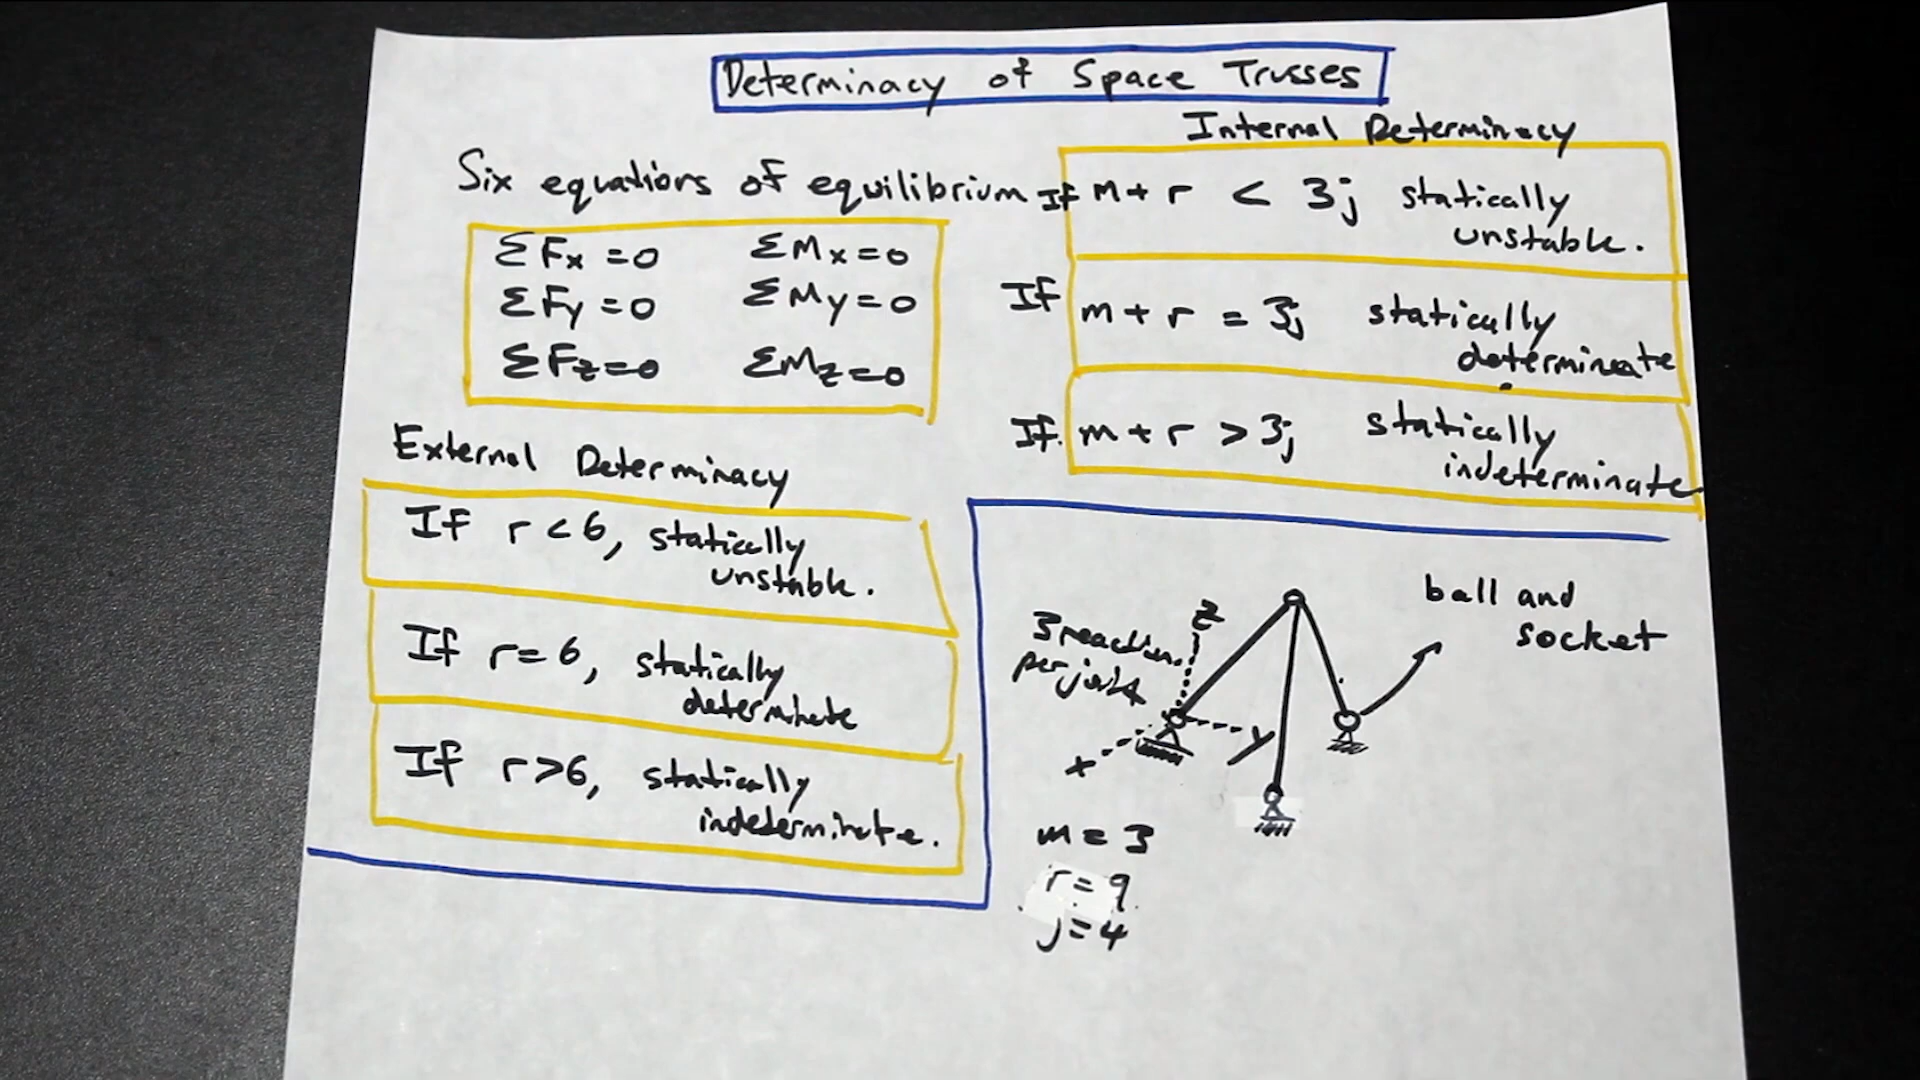 Determinacy of Space Trusses
Six equations of equilibrium
ΣFx=0 ΣMx=0
ΣFy=0 ΣMy=0
ΣFz=0 ΣMz=0
External Determinacy
If r<6, statically
unstable.
If r=6, statically
determinate
If r>6, statically
indeterminate.
Internal Determinacy
If m+r < 3j statically
unstable.
If m+r = 3j statically
determineate
If m+r > 3j statically
indeterminate
ball and
socket
3 reactions
per joint
z
x
y
m=3
r=9
j=4